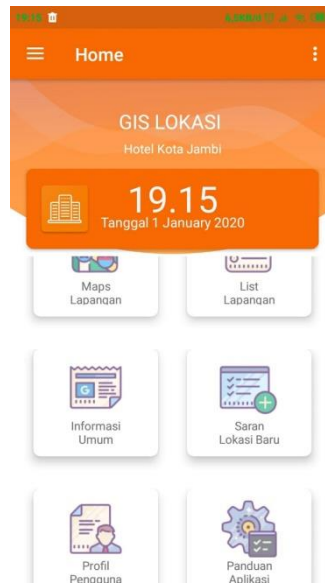 19:15
Home
GIS LOKASI
Hotel Kota Jambi
19.15
Tanggal 1 January 2020
Maps
Lapangan
List
Lapangan
Informasi
Umum
Saran
Lokasi Baru
Profil
Pengguna
Panduan
Aplikasi